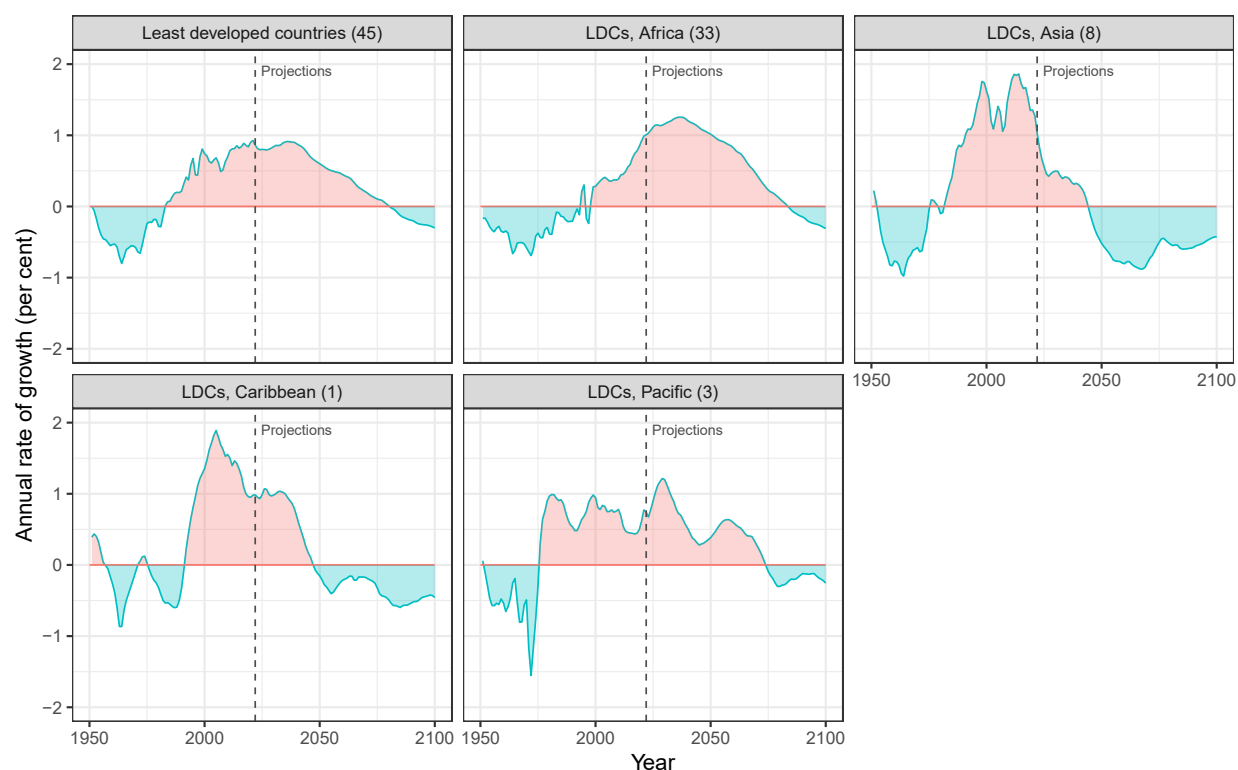 Least developed countries (45)
LDCs, Africa (33)
LDCs, Asia (8)
Projections
Projections
Projections
2
1
0
−1
−2
1950
2000
2050
2100
LDCs, Caribbean (1)
LDCs, Pacific (3)
Projections
Projections
2
1
0
−1
−2
1950
2000
2050
2100
1950
2000
2050
2100
Annual rate of growth (per cent)
Year